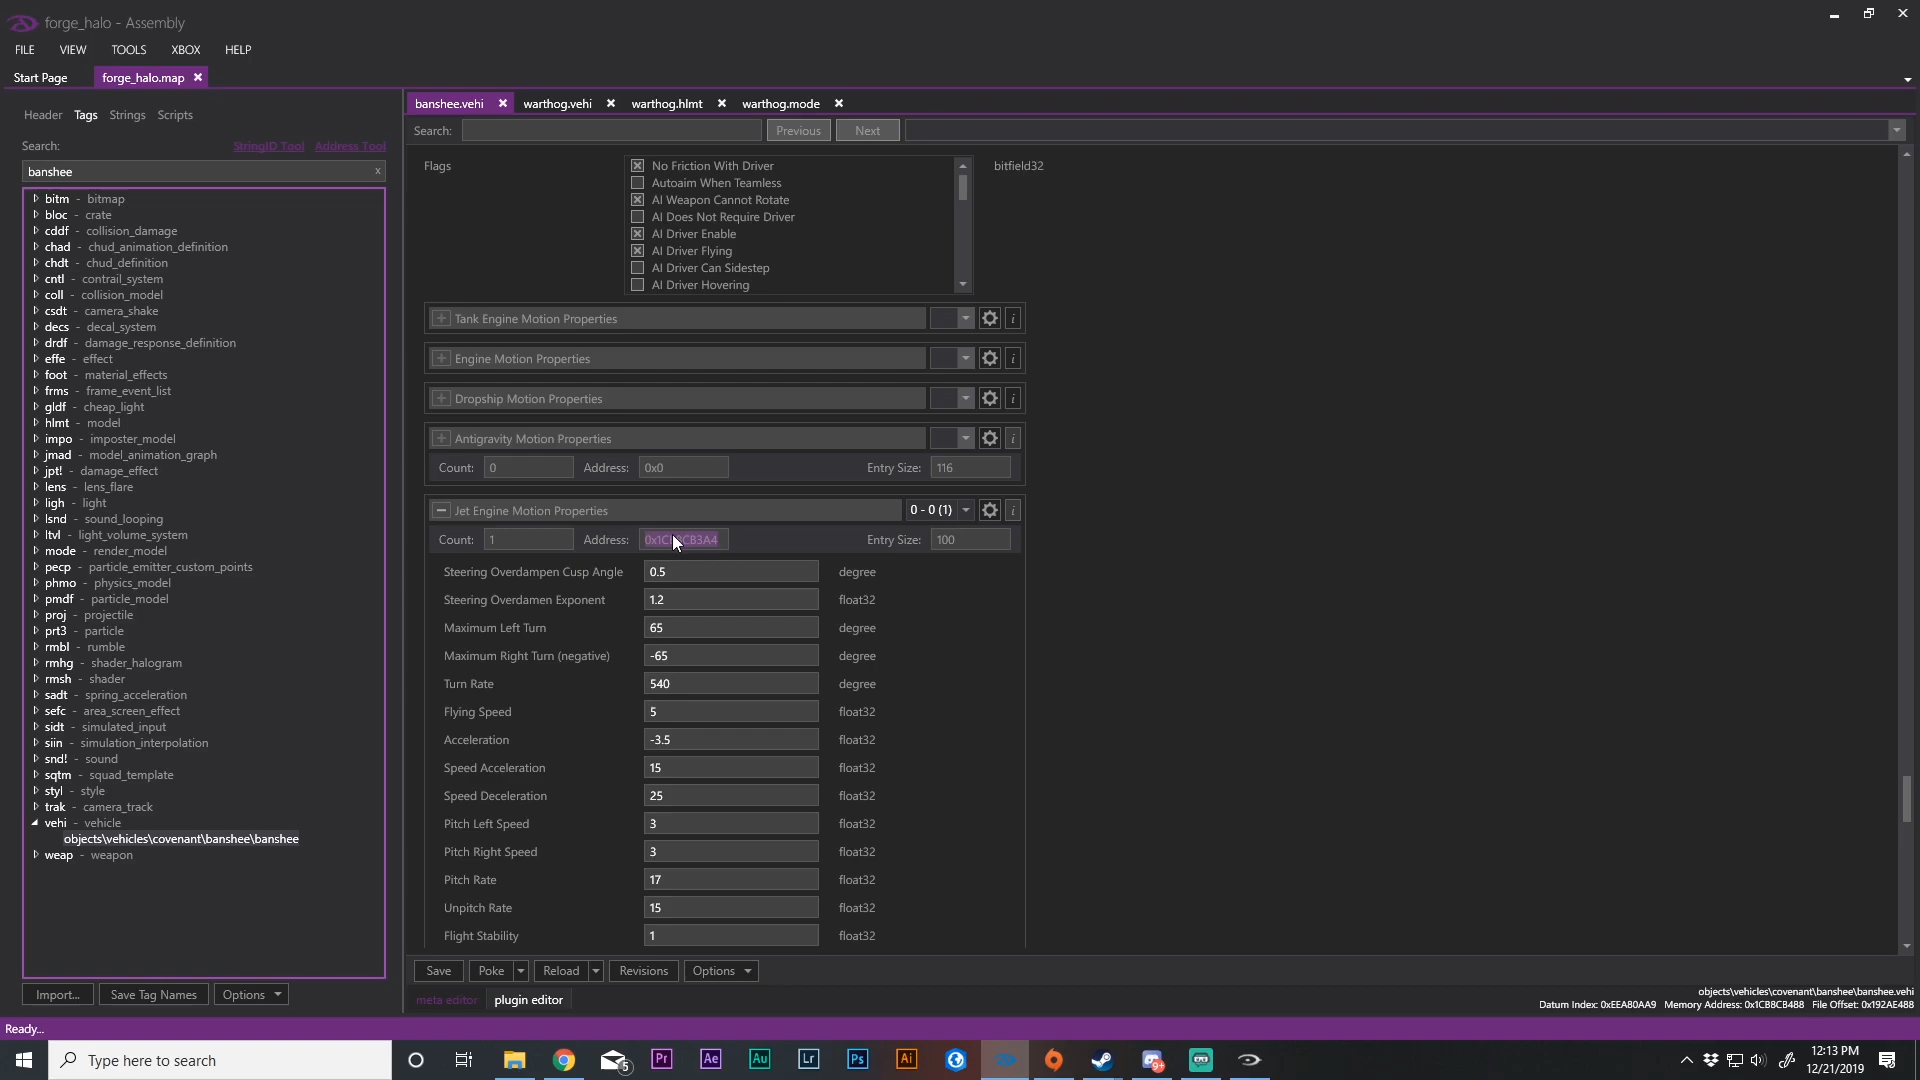 forge_halo - Assembly
FILE VIEW TOOLS XBOX HELP
Start Page forge_halo.map
Header Tags Strings Scripts
Search: StringID Tool Address Tool
banshee x
bitm - bitmap
bloc - crate
cddf - collision_damage
chad - chud_animation_definition
chdt - chud_definition
cntl - contrail_system
coll - collision_model
csdt - camera_shake
decs - decal_system
drdf - damage_response_definition
effe - effect
foot - material_effects
frms - frame_event_list
gldf - cheap_light
hlmt - model
impo - imposter_model
jmad - model_animation_graph
jpt! - damage_effect
lens - lens_flare
ligh - light
lsnd - sound_looping
ltvl - light_volume_system
mode - render_model
pecp - particle_emitter_custom_points
phmo - physics_model
pmdf - particle_model
proj - projectile
prt3 - particle
rmbl - rumble
rmhg - shader_halogram
rmsh - shader
sadt - spring_acceleration
sefc - area_screen_effect
sidt - simulated_input
siin - simulation_interpolation
snd! - sound
sqtm - squad_template
styl - style
trak - camera_track
vehi - vehicle
objects\vehicles\covenant\banshee\banshee
weap - weapon
Import... Save Tag Names Options
banshee.vehi warthog.vehi warthog.hlmt warthog.mode
Search: Previous Next
Flags No Friction With Driver bitfield32
Autoaim When Teamless
AI Weapon Cannot Rotate
AI Does Not Require Driver
AI Driver Enable
AI Driver Flying
AI Driver Can Sidestep
AI Driver Hovering
Tank Engine Motion Properties i
Engine Motion Properties i
Dropship Motion Properties i
Antigravity Motion Properties i
Count: 0 Address: 0x0 Entry Size: 116
Jet Engine Motion Properties 0 - 0 (1) i
Count: 1 Address: Entry Size: 100
Steering Overdampen Cusp Angle 0.5 degree
Steering Overdamen Exponent 1.2 float32
Maximum Left Turn 65 degree
Maximum Right Turn (negative) -65 degree
Turn Rate 540 degree
Flying Speed 5 float32
Acceleration -3.5 float32
Speed Acceleration 15 float32
Speed Deceleration 25 float32
Pitch Left Speed 3 float32
Pitch Right Speed 3 float32
Pitch Rate 17 float32
Unpitch Rate 15 float32
Flight Stability 1 float32
Save Poke Reload Revisions Options
meta editor plugin editor
objects\vehicles\covenant\banshee\banshee.vehi
Datum Index: 0xEEA80AA9 Memory Address: 0x1CB8CB488 File Offset: 0x192AE488
Ready...
Type here to search
5 Pr Ae Au Lr Ps Ai 9+
12:13 PM
12/21/2019